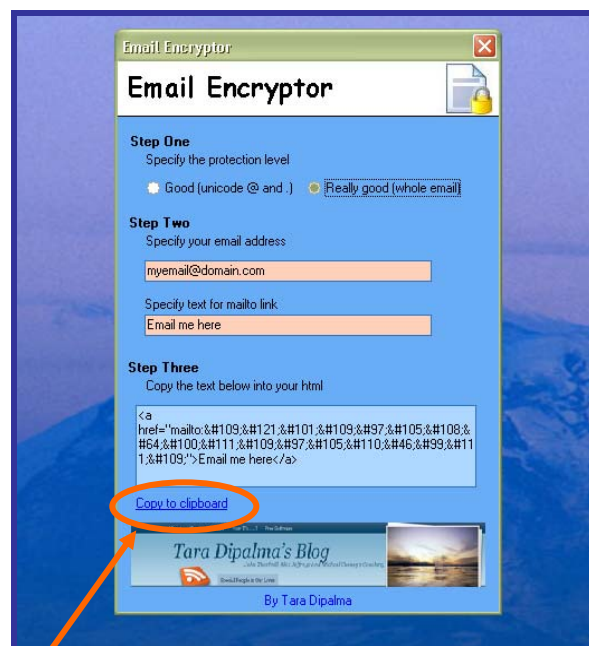 Email Encryptor
Email Encryptor
Step One
Specify the protection level
Good (unicode @ and .) Really good (whole email)
Step Two
Specify your email address
myemail@domain.com
Specify text for mailto link
Email me here
Step Three
Copy the text below into your html
<a
href="mailto:&#109;&#121;&#101;&#109;&#97;&#105;&#108;&
#64;&#100;&#111;&#109;&#97;&#105;&#110;&#46;&#99;&#11
1;&#109;">Email me here</a>
Copy to clipboard
Tara Dipalma's Blog
By Tara Dipalma